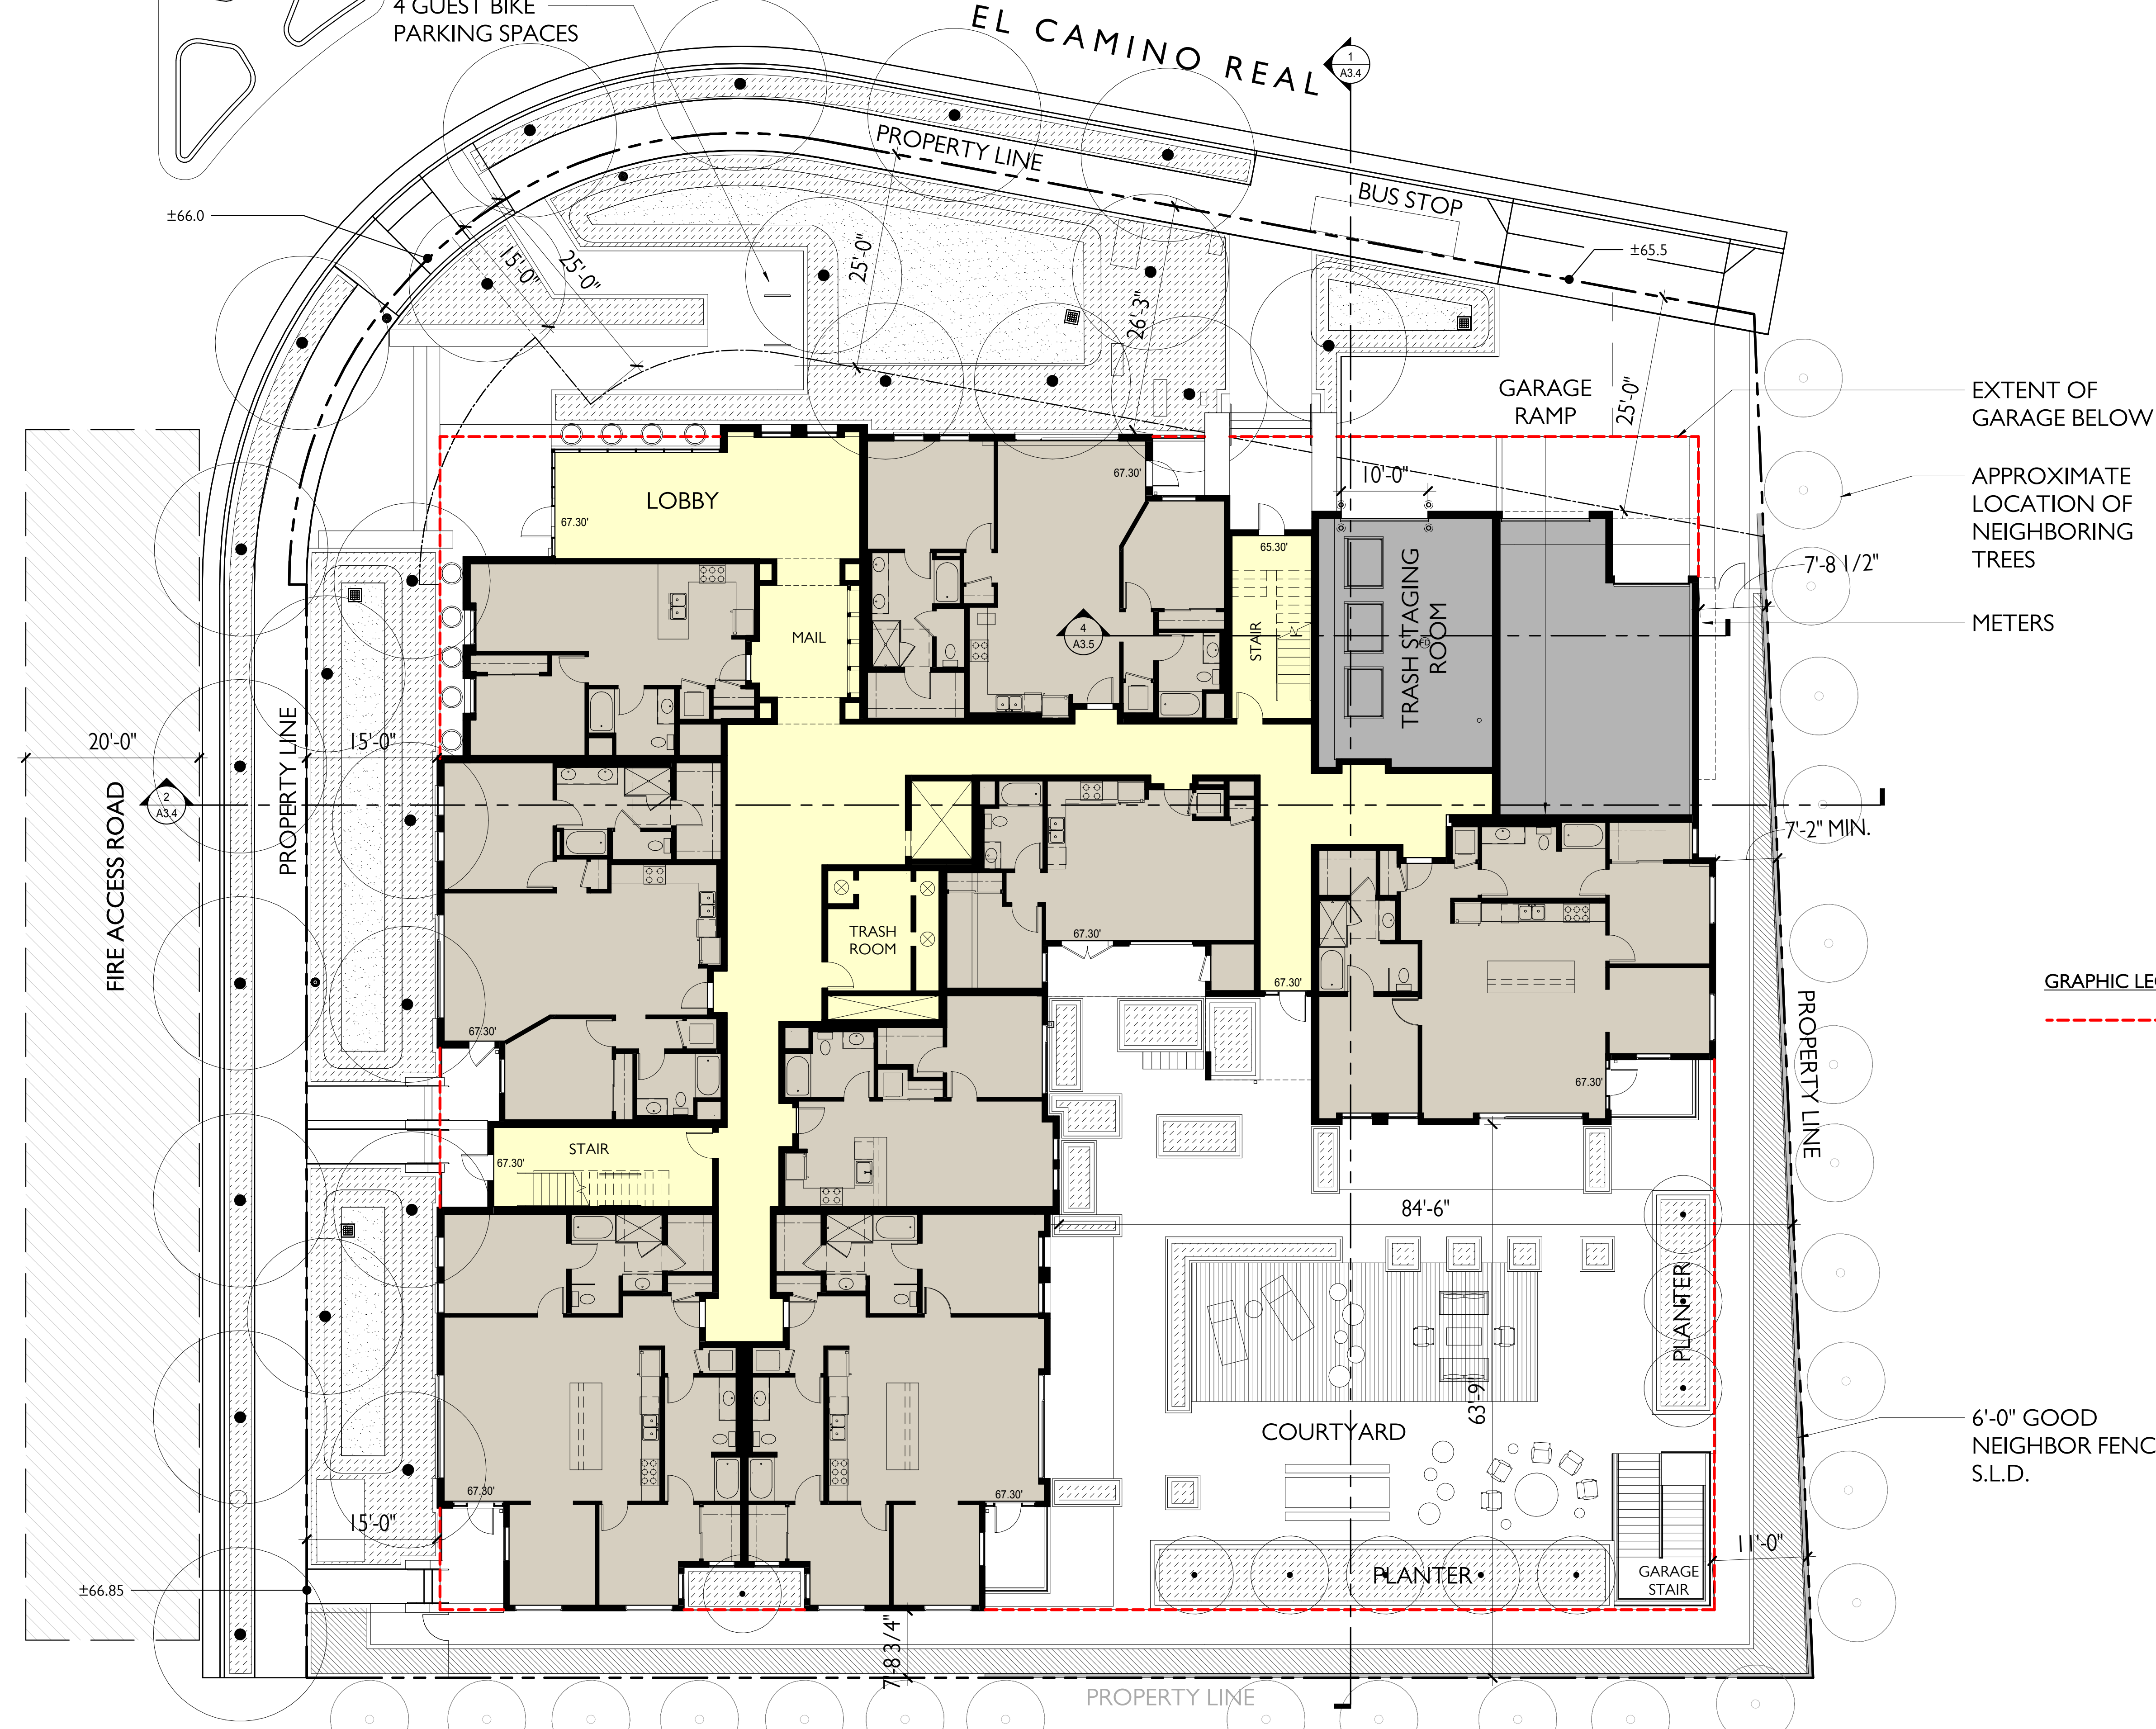 4 GUEST BIKE
PARKING SPACES
EL CAMINO REAL
1
A3.4
PROPERTY LINE
BUS STOP
±66.0
±65.5
15'-0"
25'-0"
25'-0"
26'-3"
25'-0"
GARAGE
RAMP
EXTENT OF
GARAGE BELOW
10'-0"
APPROXIMATE
LOCATION OF
NEIGHBORING
TREES
LOBBY
67.30'
67.30'
65.30'
7'-8 1/2"
TRASH STAGING
ROOM
METERS
MAIL
4
A3.5
STAIR
20'-0"
15'-0"
PROPERTY LINE
FIRE ACCESS ROAD
2
A3.4
7'-2" MIN.
TRASH
ROOM
67.30'
67.30'
67.30'
GRAPHIC LE
PROPERTY LINE
67.30'
STAIR
67.30'
84'-6"
PLANTER
63'-9"
COURTYARD
6'-0" GOOD
NEIGHBOR FENC
S.L.D.
67.30'
67.30'
15'-0"
11'-0"
PLANTER
GARAGE
STAIR
±66.85
7'-8 3/4"
PROPERTY LINE